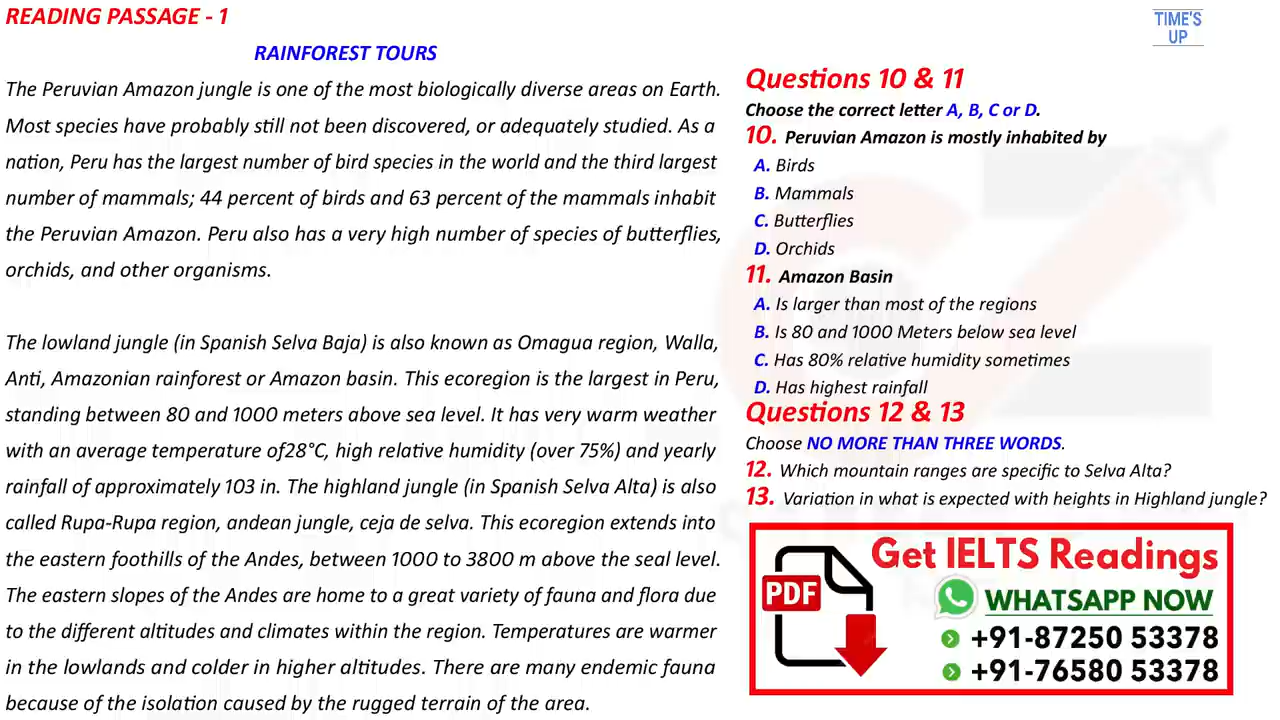 READING PASSAGE - 1
RAINFOREST TOURS
The Peruvian Amazon jungle is one of the most biologically diverse areas on Earth.
Most species have probably still not been discovered, or adequately studied. As a
nation, Peru has the largest number of bird species in the world and the third largest
number of mammals; 44 percent of birds and 63 percent of the mammals inhabit
the Peruvian Amazon. Peru also has a very high number of species of butterflies,
orchids, and other organisms.
The lowland jungle (in Spanish Selva Baja) is also known as Omagua region, Walla,
Anti, Amazonian rainforest or Amazon basin. This ecoregion is the largest in Peru,
standing between 80 and 1000 meters above sea level. It has very warm weather
with an average temperature of28°C, high relative humidity (over 75%) and yearly
rainfall of approximately 103 in. The highland jungle (in Spanish Selva Alta) is also
called Rupa-Rupa region, andean jungle, ceja de selva. This ecoregion extends into
the eastern foothills of the Andes, between 1000 to 3800 m above the seal level.
The eastern slopes of the Andes are home to a great variety of fauna and flora due
to the different altitudes and climates within the region. Temperatures are warmer
in the lowlands and colder in higher altitudes. There are many endemic fauna
because of the isolation caused by the rugged terrain of the area.
TIME'S
UP
Questions 10 & 11
Choose the correct letter A, B, C or D.
10. Peruvian Amazon is mostly inhabited by
A. Birds
B. Mammals
C. Butterflies
D. Orchids
11. Amazon Basin
A. Is larger than most of the regions
B. Is 80 and 1000 Meters below sea level
C. Has 80% relative humidity sometimes
D. Has highest rainfall
Questions 12 & 13
Choose NO MORE THAN THREE WORDS.
12. Which mountain ranges are specific to Selva Alta?
13. Variation in what is expected with heights in Highland jungle?
Get IELTS Readings
PDF
WHATSAPP NOW
+91-87250 53378
+91-76580 53378